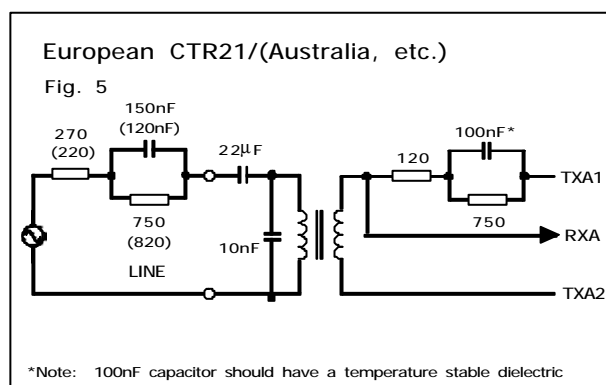 European CTR21/(Australia, etc.)
Fig. 5
150nF
(120nF)
270
(220)
22µF
750
(820)
10nF
LINE
100nF*
120
TXA1
750
RXA
TXA2
*Note: 100nF capacitor should have a temperature stable dielectric